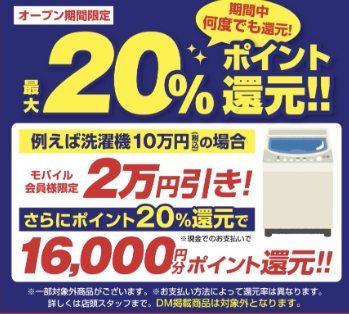 オープン期間限定
期間中
何度でも還元!
最大20%ポイント還元!!
例えば洗濯機10万円(税込)の場合
モバイル会員様限定 2万円引き!
さらにポイント20%還元で
※現金でのお支払いで
16,000円分ポイント還元!!
※一部対象外商品がございます。※お支払い方法によって還元率は異なります。
詳しくは店頭スタッフまで。DM掲載商品は対象外となります。